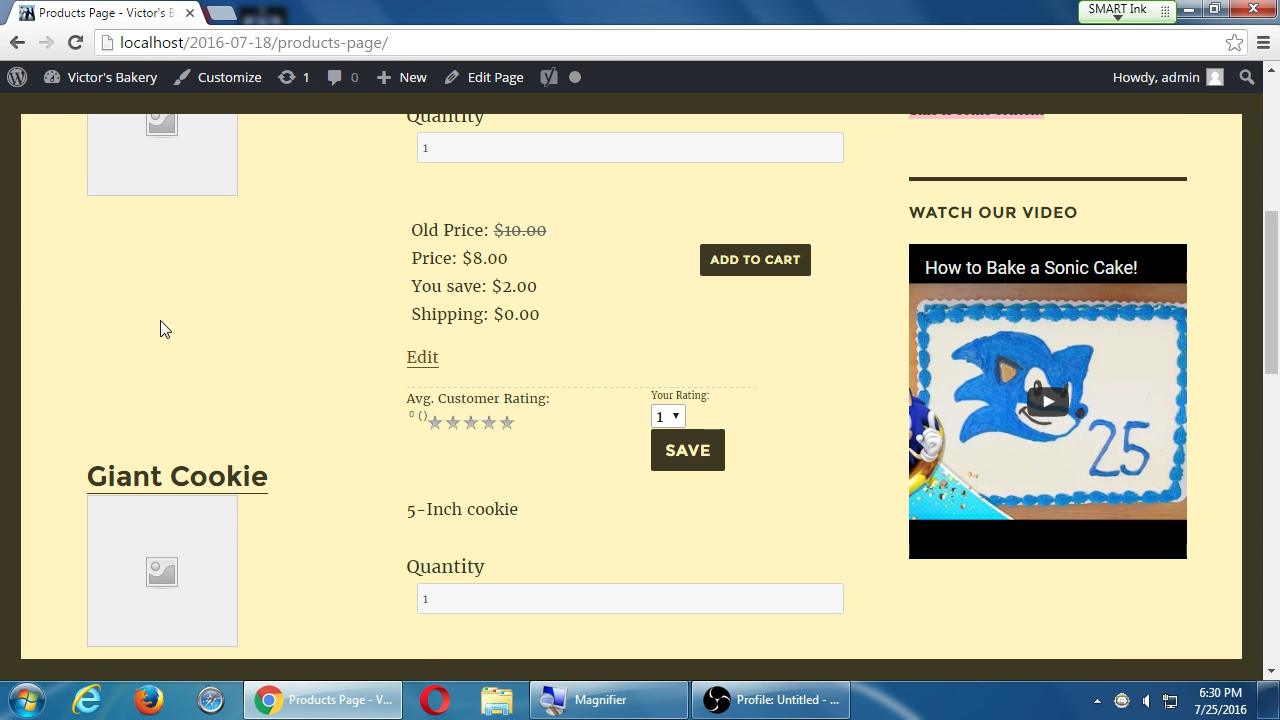 Products Page - Victor's B
SMART Ink
localhost/2016-07-18/products-page/
Victor's Bakery
Customize
1
0
New
Edit Page
Howdy, admin
Quantity
1
Old Price: $10.00
Price: $8.00
You save: $2.00
Shipping: $0.00
ADD TO CART
Edit
Avg. Customer Rating:
0 ()
Your Rating:
1
SAVE
Giant Cookie
5-Inch cookie
Quantity
1
WATCH OUR VIDEO
How to Bake a Sonic Cake!
25
Products Page - V...
Magnifier
Profile: Untitled - ...
6:30 PM
7/25/2016